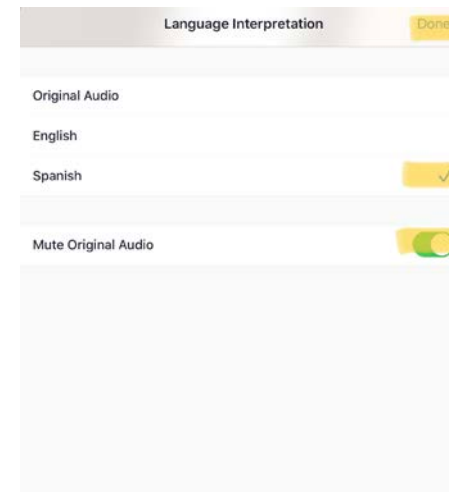 Language Interpretation Done
Original Audio
English
Spanish
Mute Original Audio